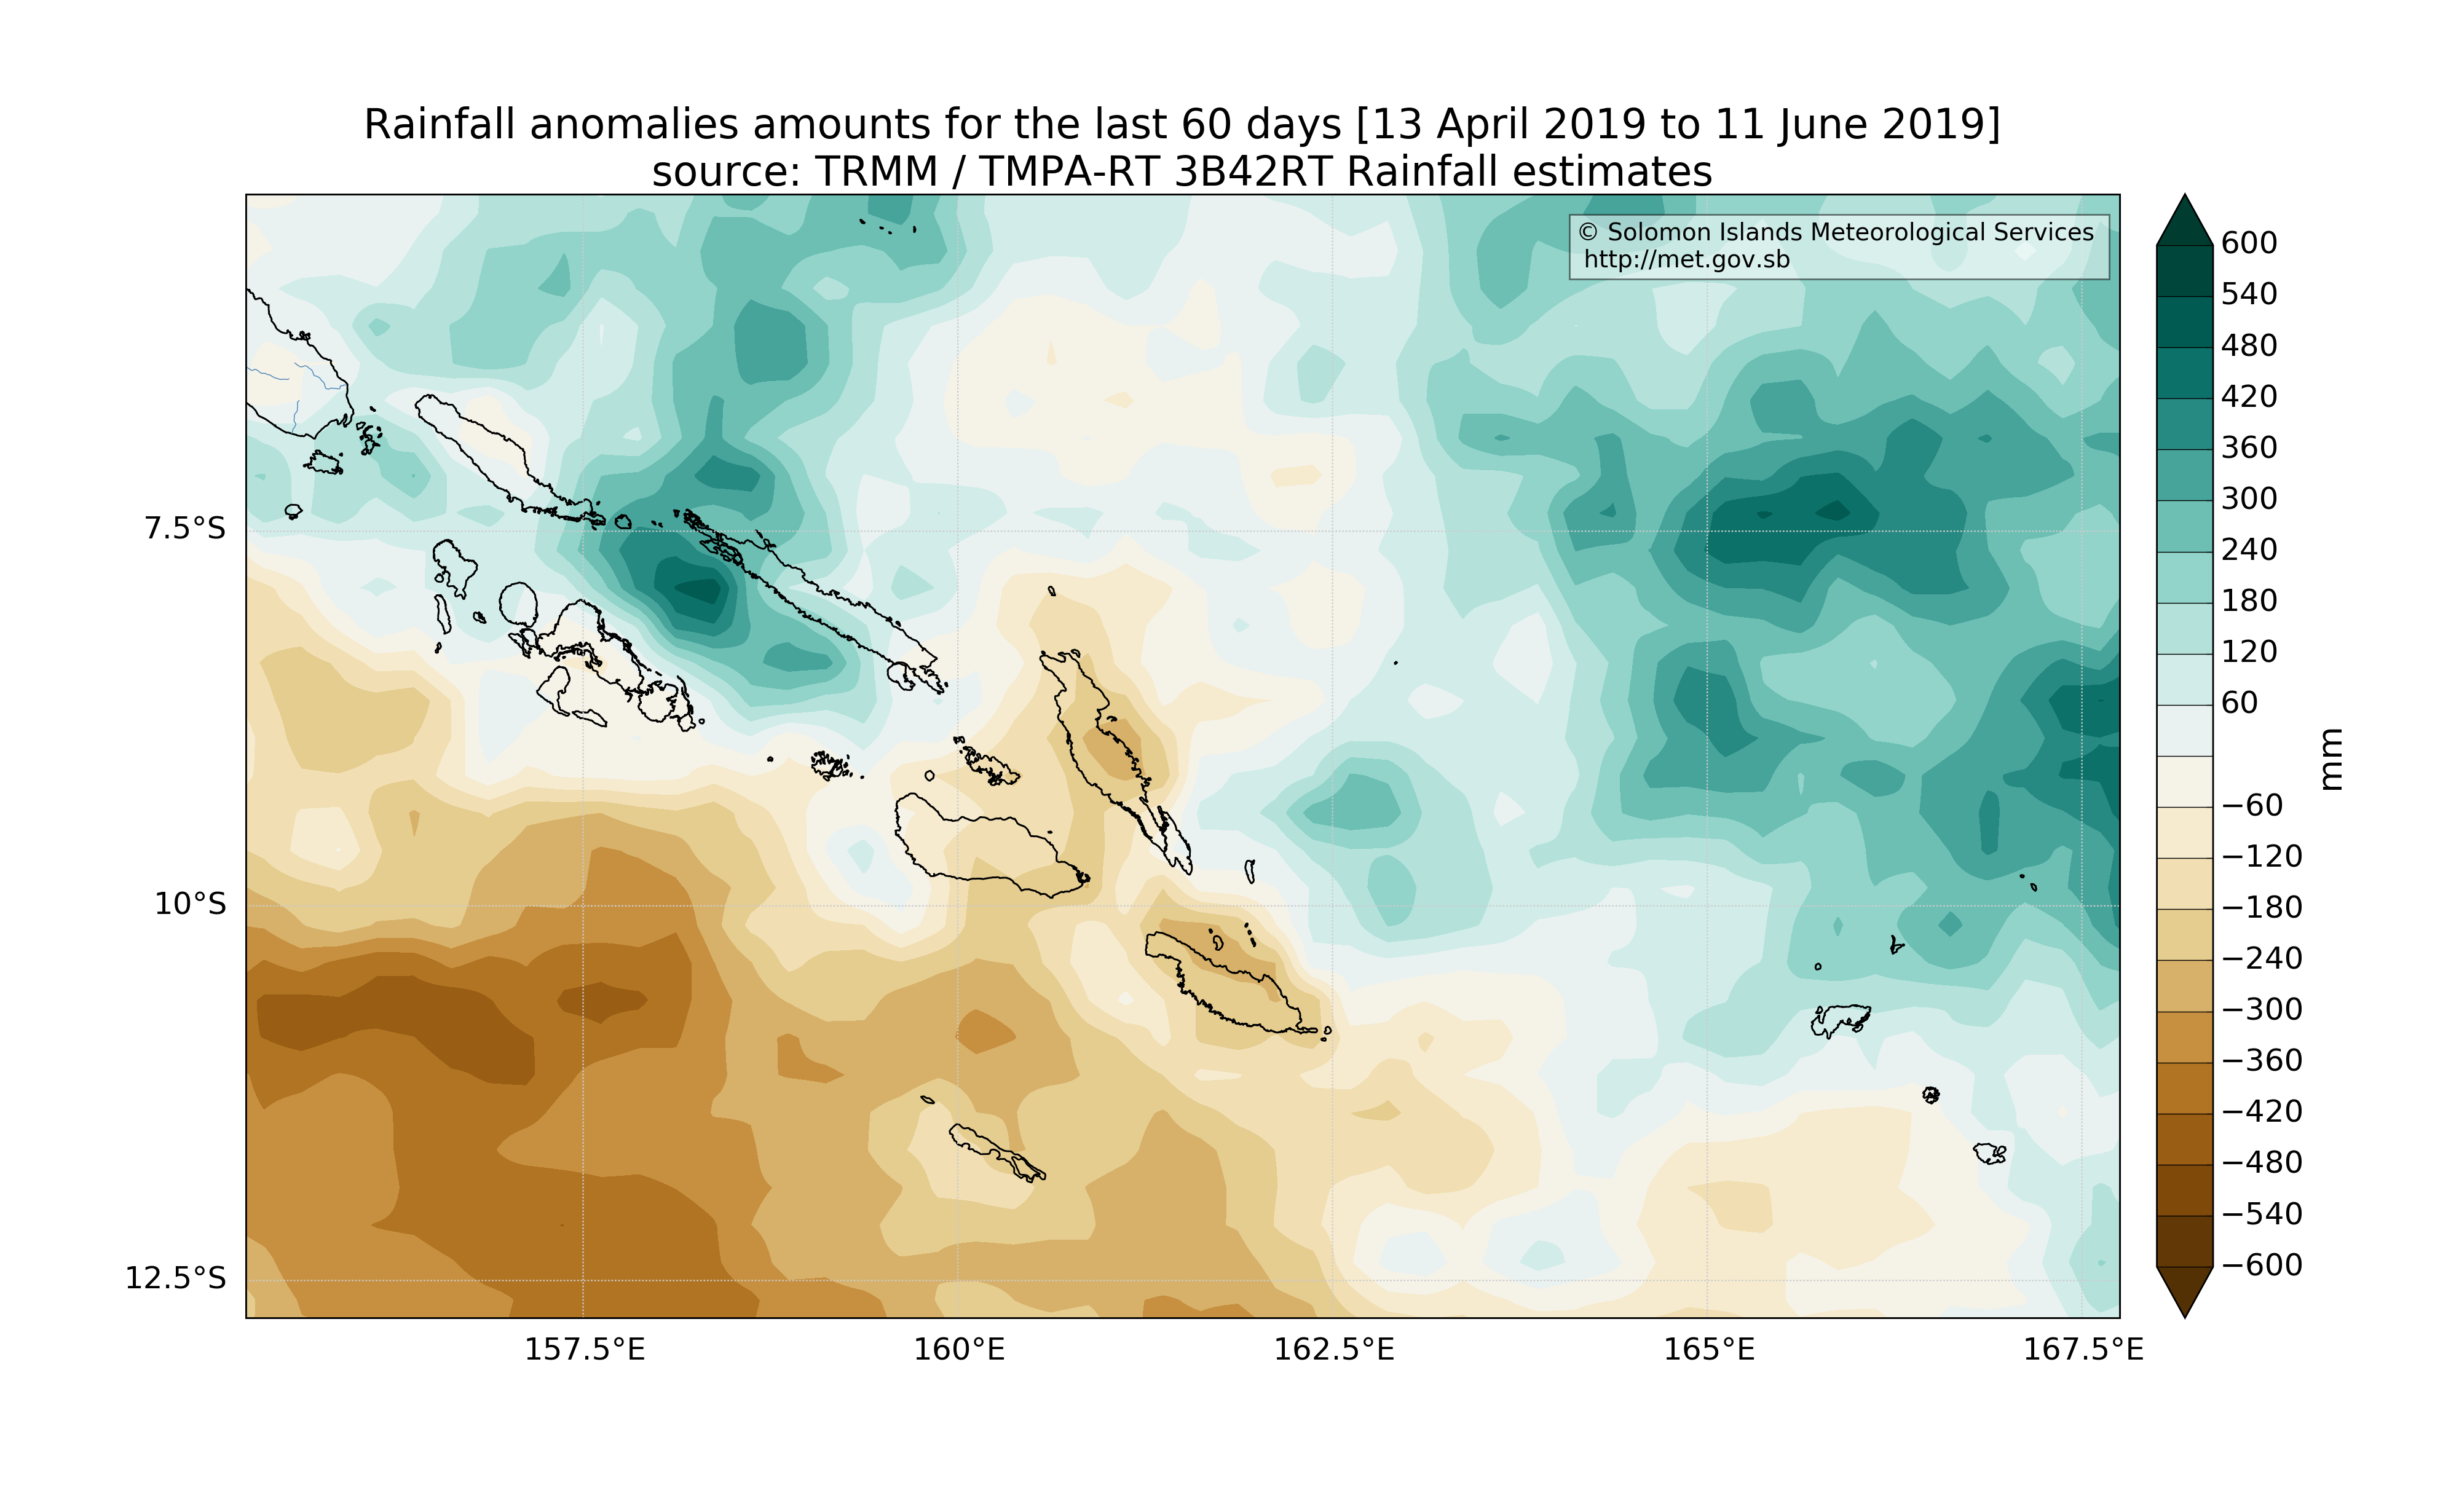 Rainfall anomalies amounts for the last 60 days [13 April 2019 to 11 June 2019]
source: TRMM / TMPA-RT 3B42RT Rainfall estimates
© Solomon Islands Meteorological Services
http://met.gov.sb
7.5°S
10°S
12.5°S
157.5°E
160°E
162.5°E
165°E
167.5°E
600
540
480
420
360
300
240
180
120
60
−60
−120
−180
−240
−300
−360
−420
−480
−540
−600
mm